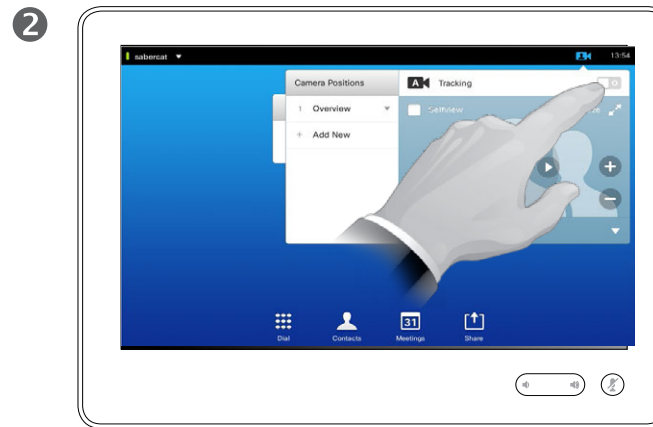 2
sabercat
13:54
Camera Positions
A Tracking
1 Overview
Selfview
+ Add New
31
Dial Contacts Meetings Share